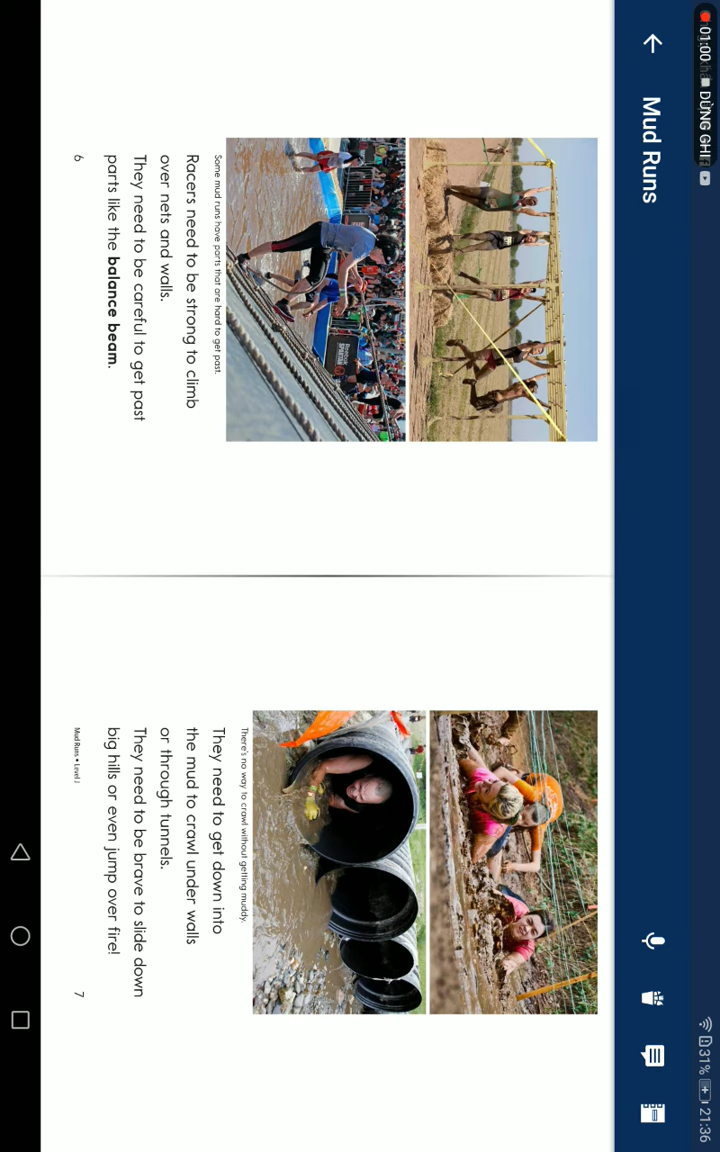 01:00
DỪNG GHI
31%
21:36
Mud Runs
Some mud runs have parts that are hard to get past.
Racers need to be strong to climb
over nets and walls.
They need to be careful to get past
parts like the balance beam.
6
There's no way to crawl without getting muddy.
They need to get down into
the mud to crawl under walls
or through tunnels.
They need to be brave to slide down
big hills or even jump over fire!
Mud Runs • Level J
7